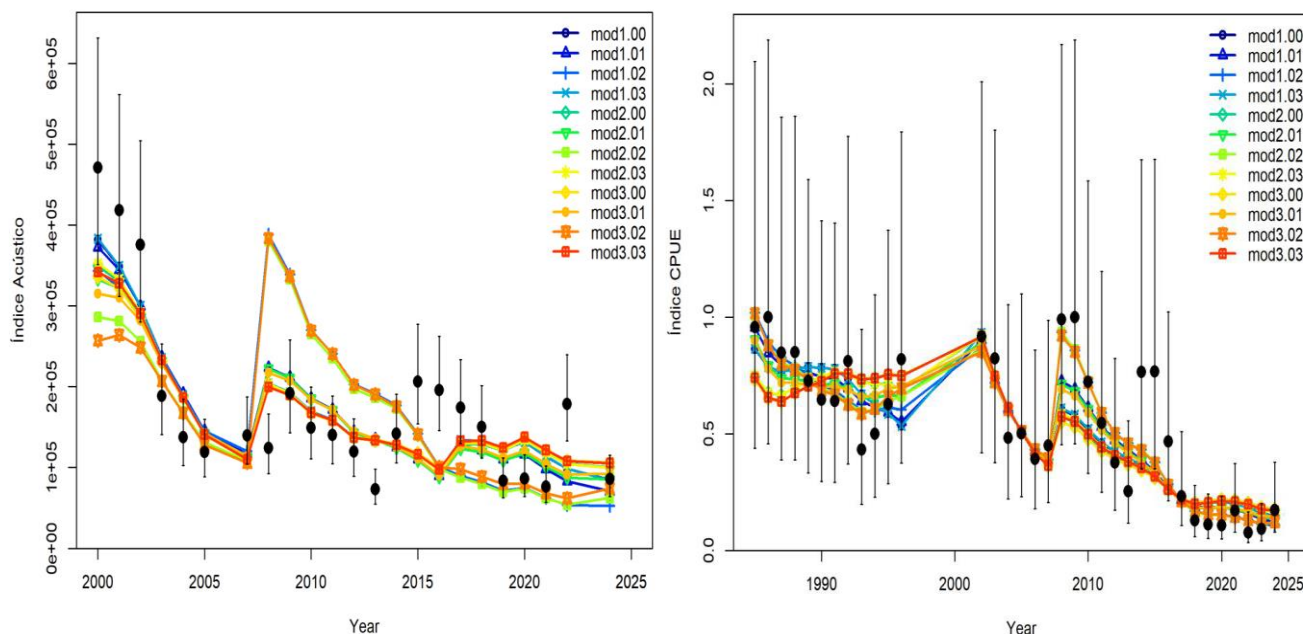 Índice Acústico
6e+05
5e+05
4e+05
3e+05
2e+05
1e+05
0e+00
2000 2005 2010 2015 2020 2025
Year
mod1.00
mod1.01
mod1.02
mod1.03
mod2.00
mod2.01
mod2.02
mod2.03
mod3.00
mod3.01
mod3.02
mod3.03
Índice CPUE
2.0
1.5
1.0
0.5
0.0
1990 2000 2010 2020 2025
Year
Year
mod1.00
mod1.01
mod1.02
mod1.03
mod2.00
mod2.01
mod2.02
mod2.03
mod3.00
mod3.01
mod3.02
mod3.03